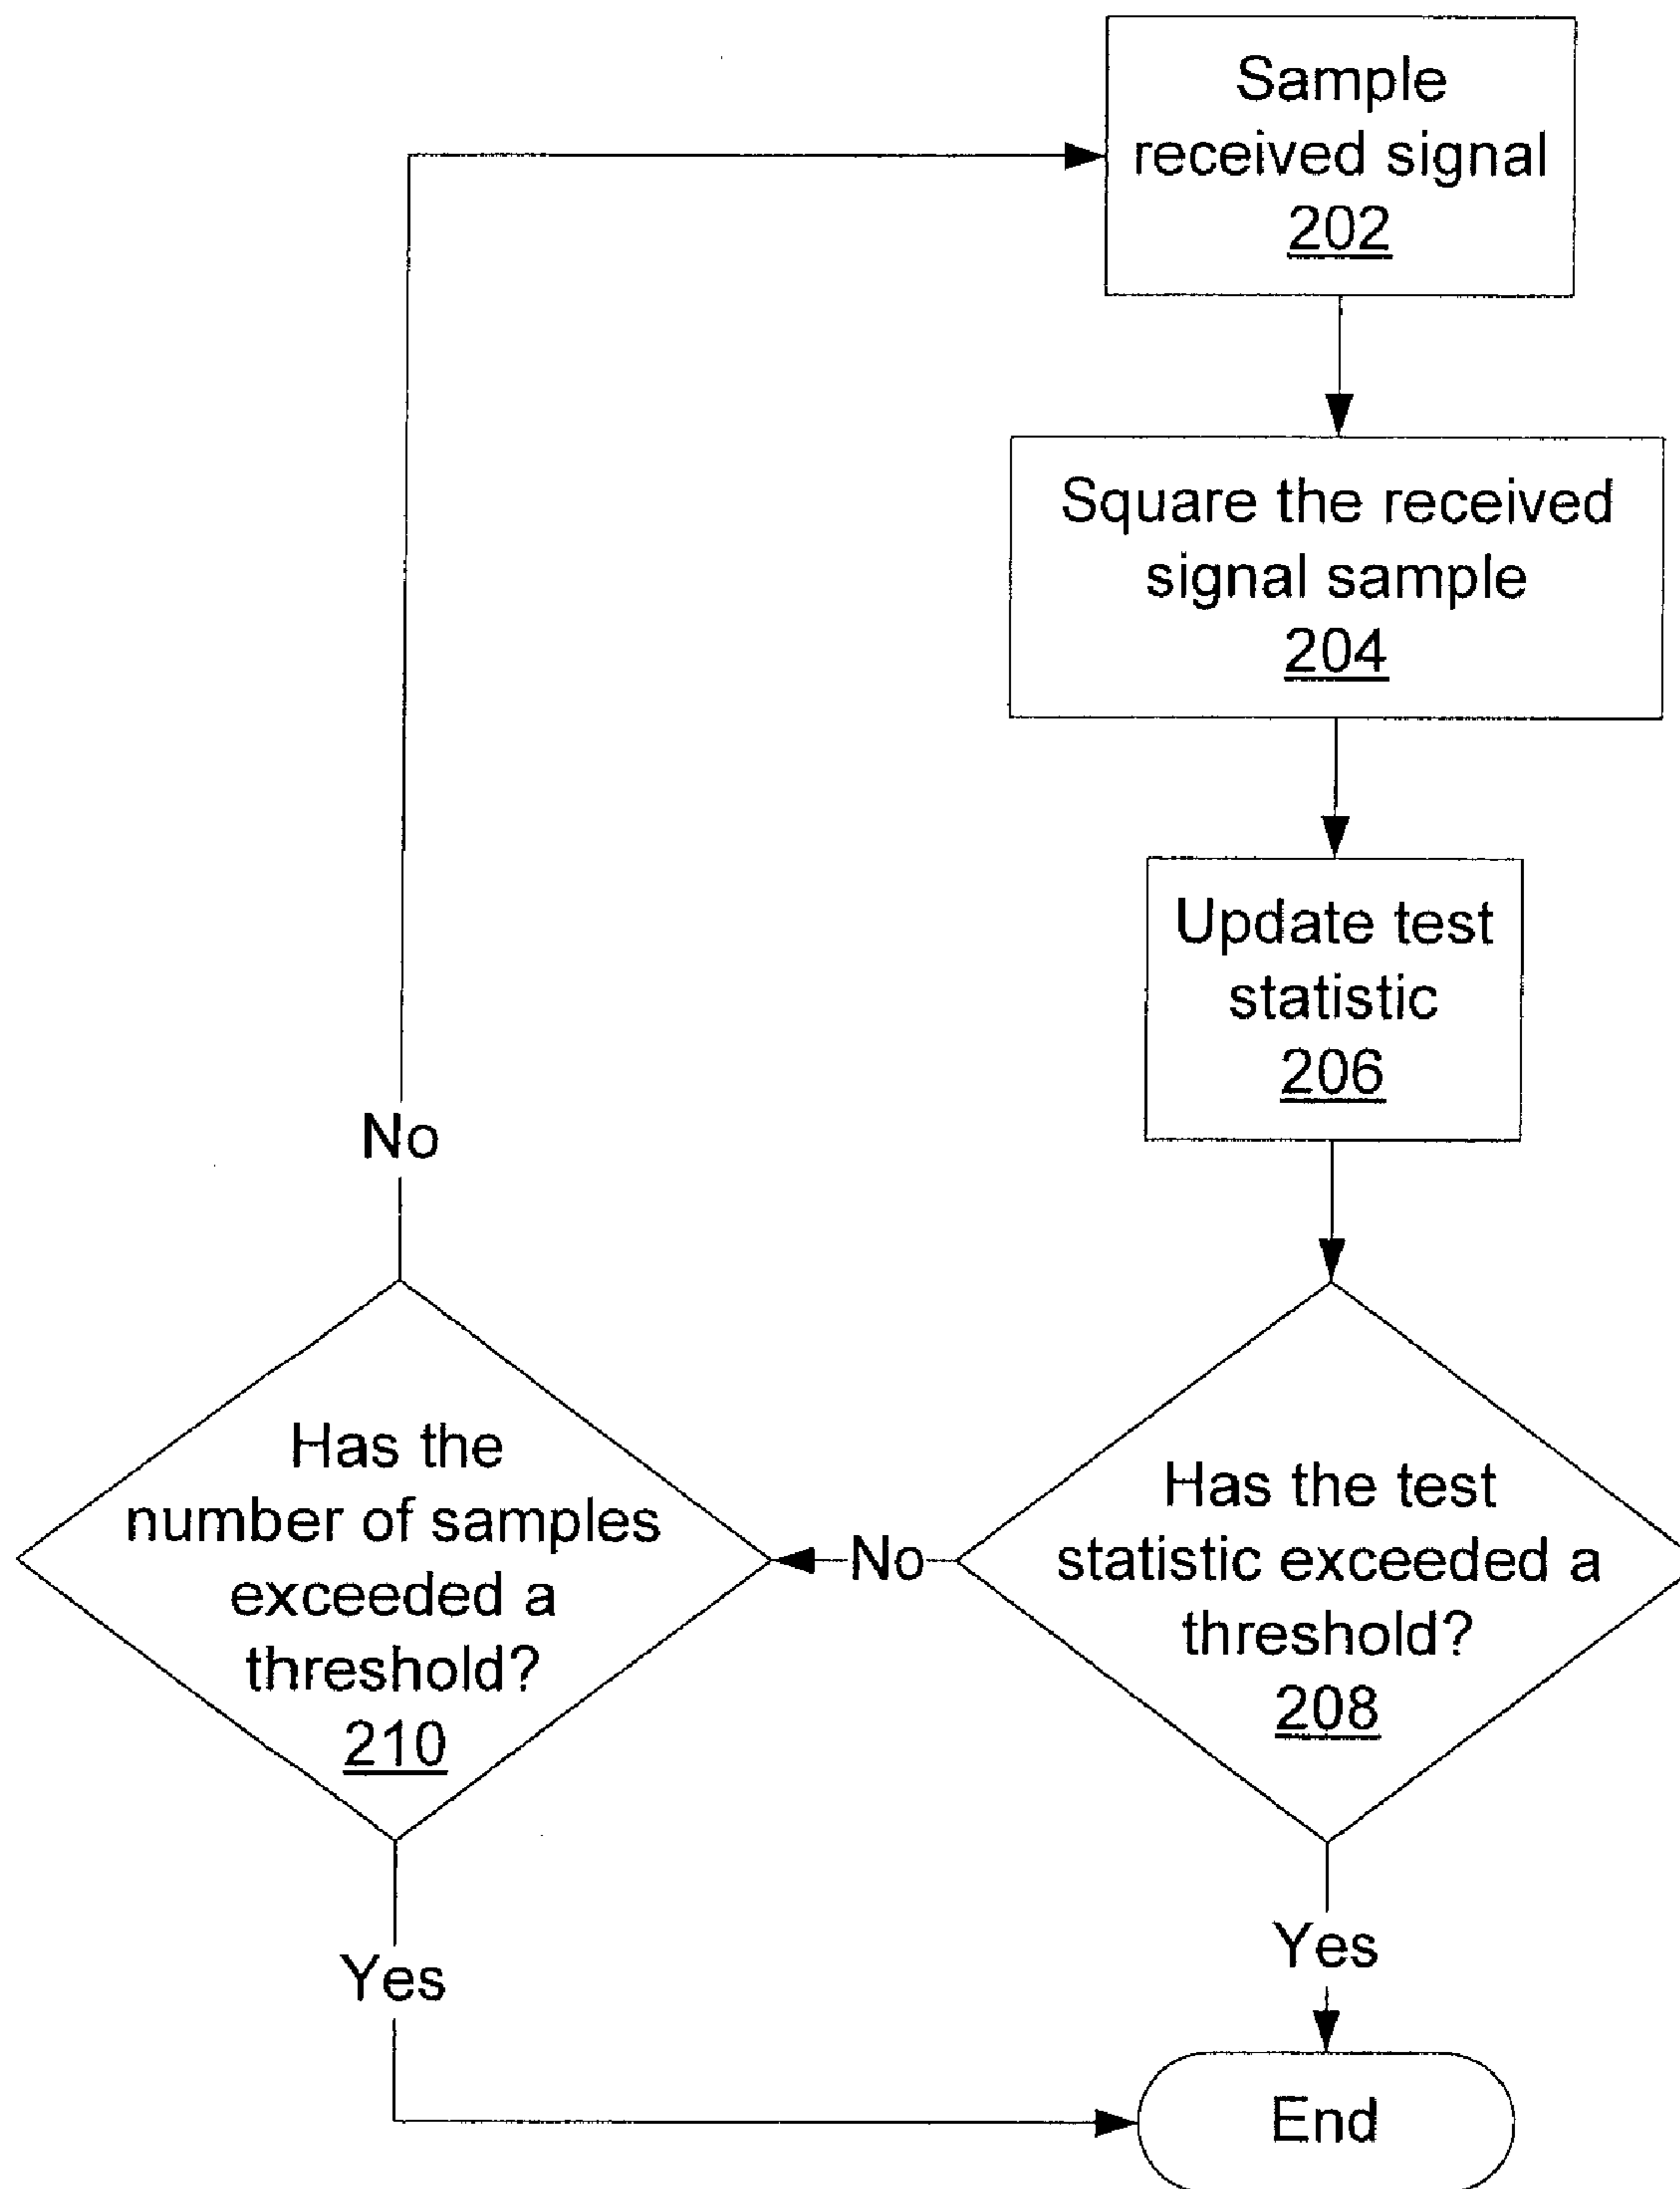 Sample
received signal
202
Square the received
signal sample
204
Update test
statistic
206
No
Has the
number of samples
exceeded a
threshold?
210
No
Has the test
statistic exceeded a
threshold?
208
Yes
Yes
End